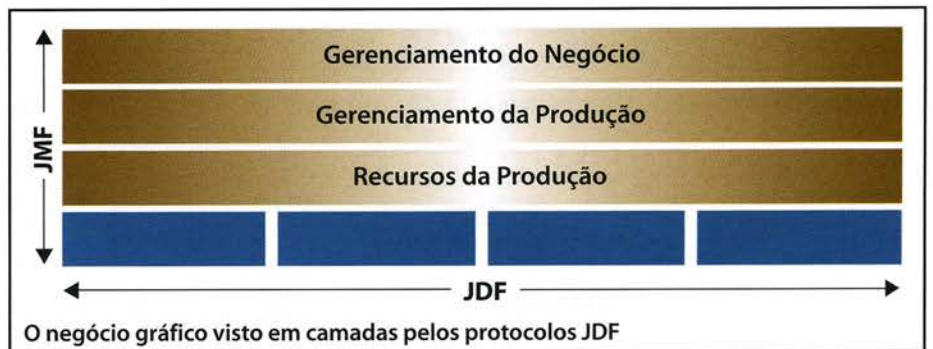 Gerenciamento do Negócio
Gerenciamento da Produção
JMF
Recursos da Produção
JDF
O negócio gráfico visto em camadas pelos protocolos JDF